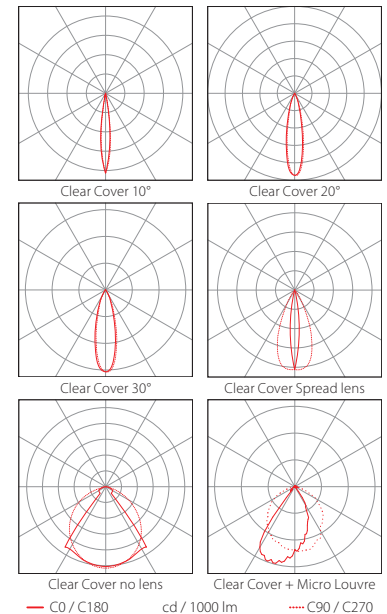 Clear Cover 10°
Clear Cover 20°
Clear Cover 30°
Clear Cover Spread lens
Clear Cover no lens
Clear Cover + Micro Louvre
C0 / C180
cd / 1000 lm
C90 / C270